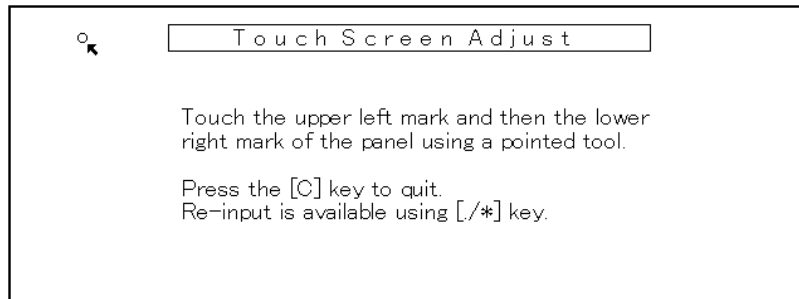 Touch Screen Adjust
Touch the upper left mark and then the lower
right mark of the panel using a pointed tool.
Press the [C] key to quit.
Re-input is available using [./*] key.